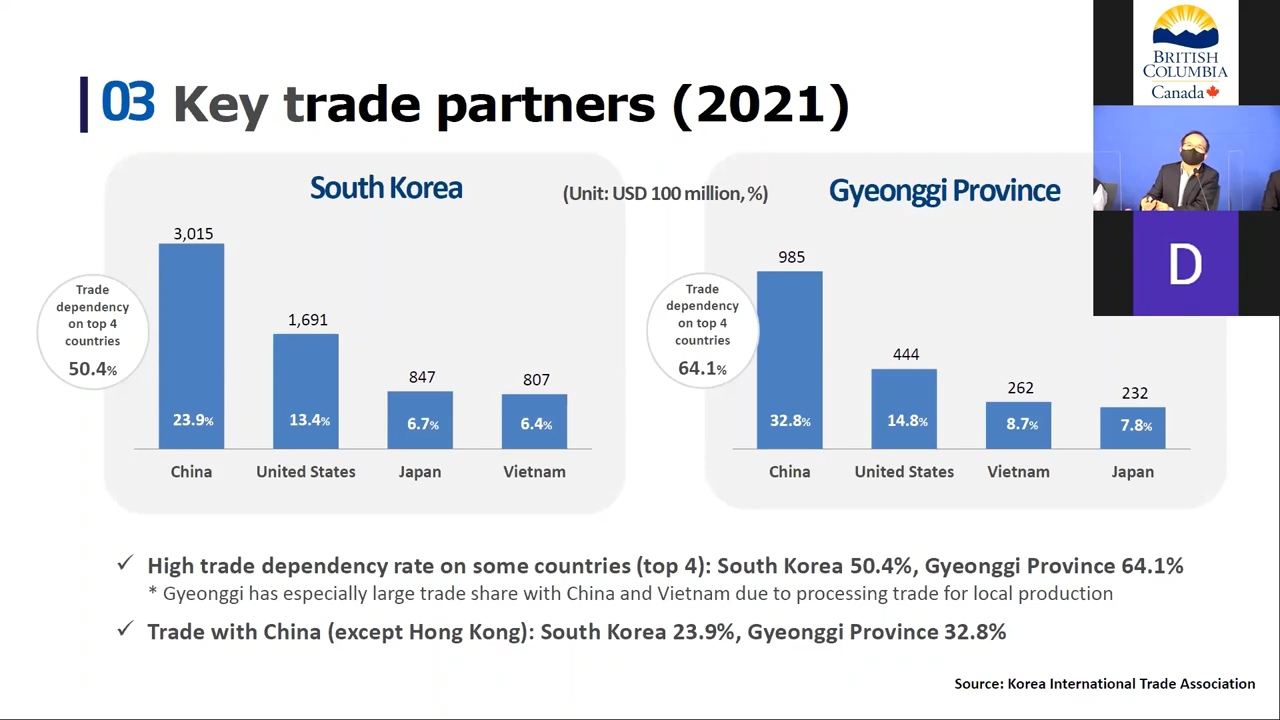 03 Key trade partners (2021)
BRITISH
COLUMBIA
Canada
D
South Korea
(Unit: USD 100 million, %)
Gyeonggi Province
Trade
dependency
on top 4
countries
50.4%
3,015
1,691
847
807
23.9%
13.4%
6.7%
6.4%
China
United States
Japan
Vietnam
Trade
dependency
on top 4
countries
64.1%
985
444
262
232
32.8%
14.8%
8.7%
7.8%
China
United States
Vietnam
Japan
✓ High trade dependency rate on some countries (top 4): South Korea 50.4%, Gyeonggi Province 64.1%
* Gyeonggi has especially large trade share with China and Vietnam due to processing trade for local production
✓ Trade with China (except Hong Kong): South Korea 23.9%, Gyeonggi Province 32.8%
Source: Korea International Trade Association